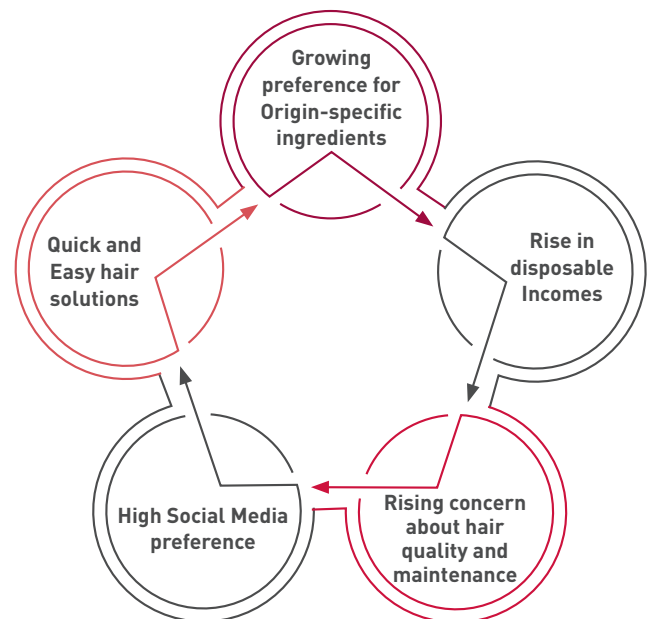 Growing
preference for
Origin-specific
ingredients
Rise in
disposable
Incomes
Rising concern
about hair
quality and
maintenance
High Social Media
preference
Quick and
Easy hair
solutions